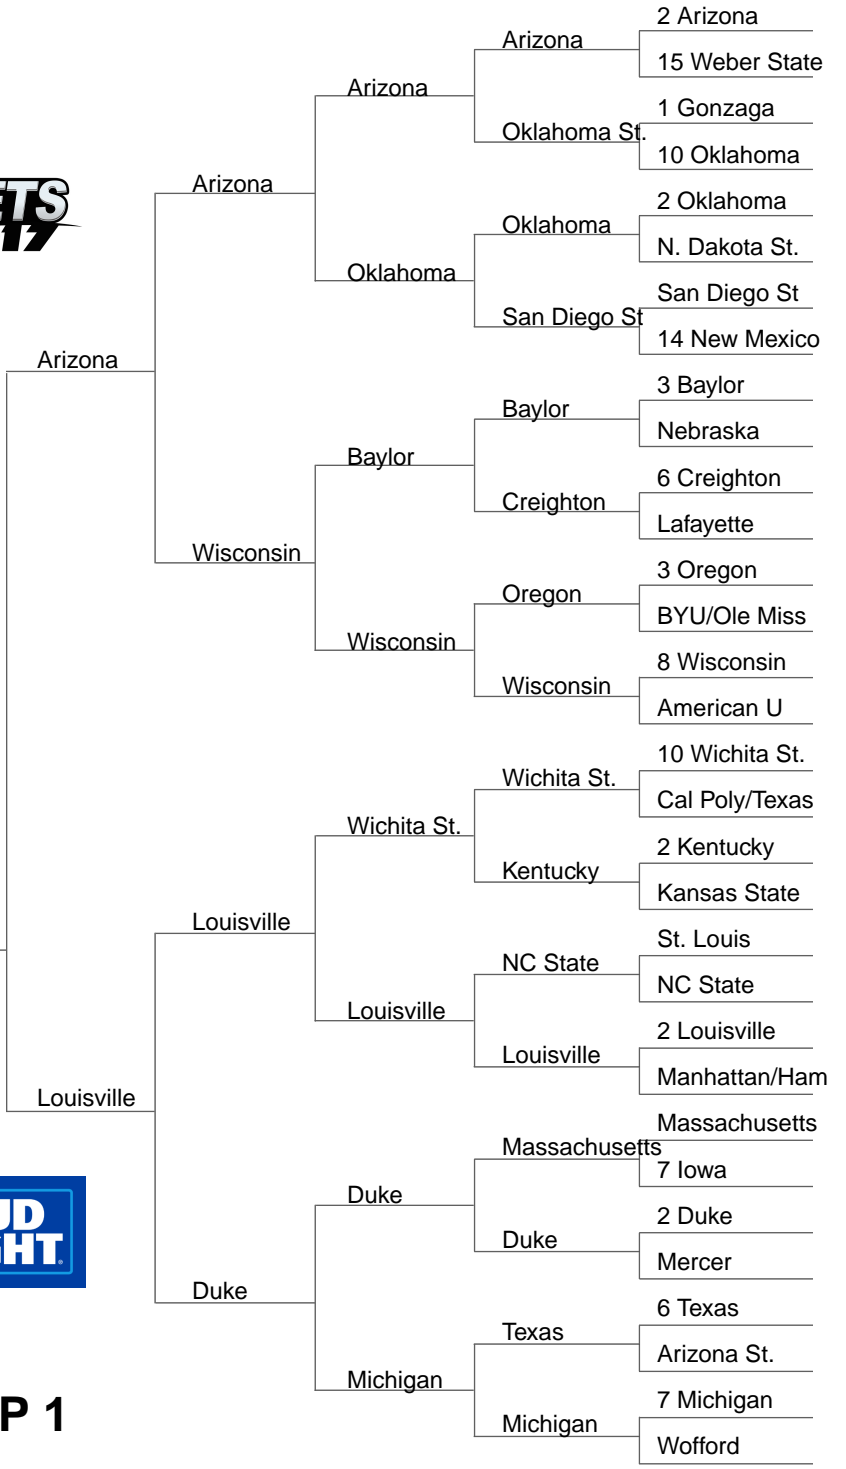 2 Arizona
Arizona
15 Weber State
Arizona
1 Gonzaga
Oklahoma St.
10 Oklahoma
Arizona
ETS
17
2 Oklahoma
Oklahoma
N. Dakota St.
Oklahoma
San Diego St
San Diego St
14 New Mexico
Arizona
3 Baylor
Baylor
Nebraska
Baylor
6 Creighton
Creighton
Lafayette
Wisconsin
3 Oregon
Oregon
BYU/Ole Miss
Wisconsin
8 Wisconsin
Wisconsin
American U
10 Wichita St.
Wichita St.
Cal Poly/Texas
Wichita St.
2 Kentucky
Kentucky
Kansas State
Louisville
St. Louis
NC State
NC State
Louisville
2 Louisville
Louisville
Manhattan/Ham
Louisville
Massachusetts
Massachusetts
7 Iowa
Duke
2 Duke
Duke
Mercer
UD
GHT
Duke
6 Texas
Texas
Arizona St.
Michigan
7 Michigan
Michigan
Wofford
P 1